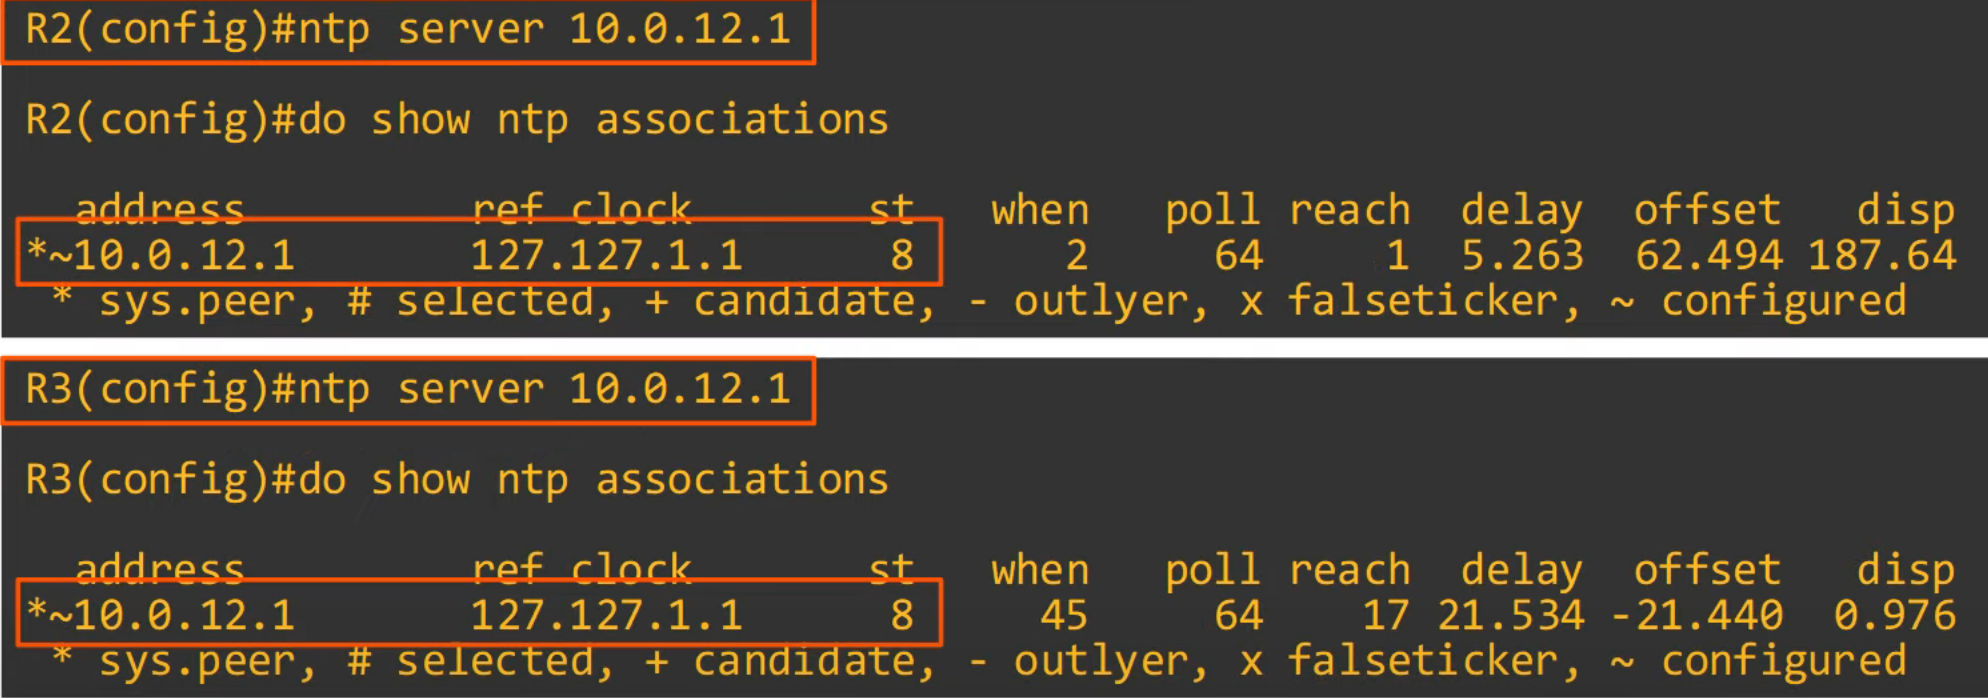 R2(config)#ntp server 10.0.12.1
R2(config)#do show ntp associations
address ref clock st when poll reach delay offset disp
*~10.0.12.1 127.127.1.1 8 2 64 1 5.263 62.494 187.64
* sys.peer, # selected, + candidate, - outlyer, x falseticker, ~ configured
R3(config)#ntp server 10.0.12.1
R3(config)#do show ntp associations
address ref clock st when poll reach delay offset disp
*~10.0.12.1 127.127.1.1 8 45 64 17 21.534 -21.440 0.976
* sys.peer, # selected, + candidate, - outlyer, x falseticker, ~ configured